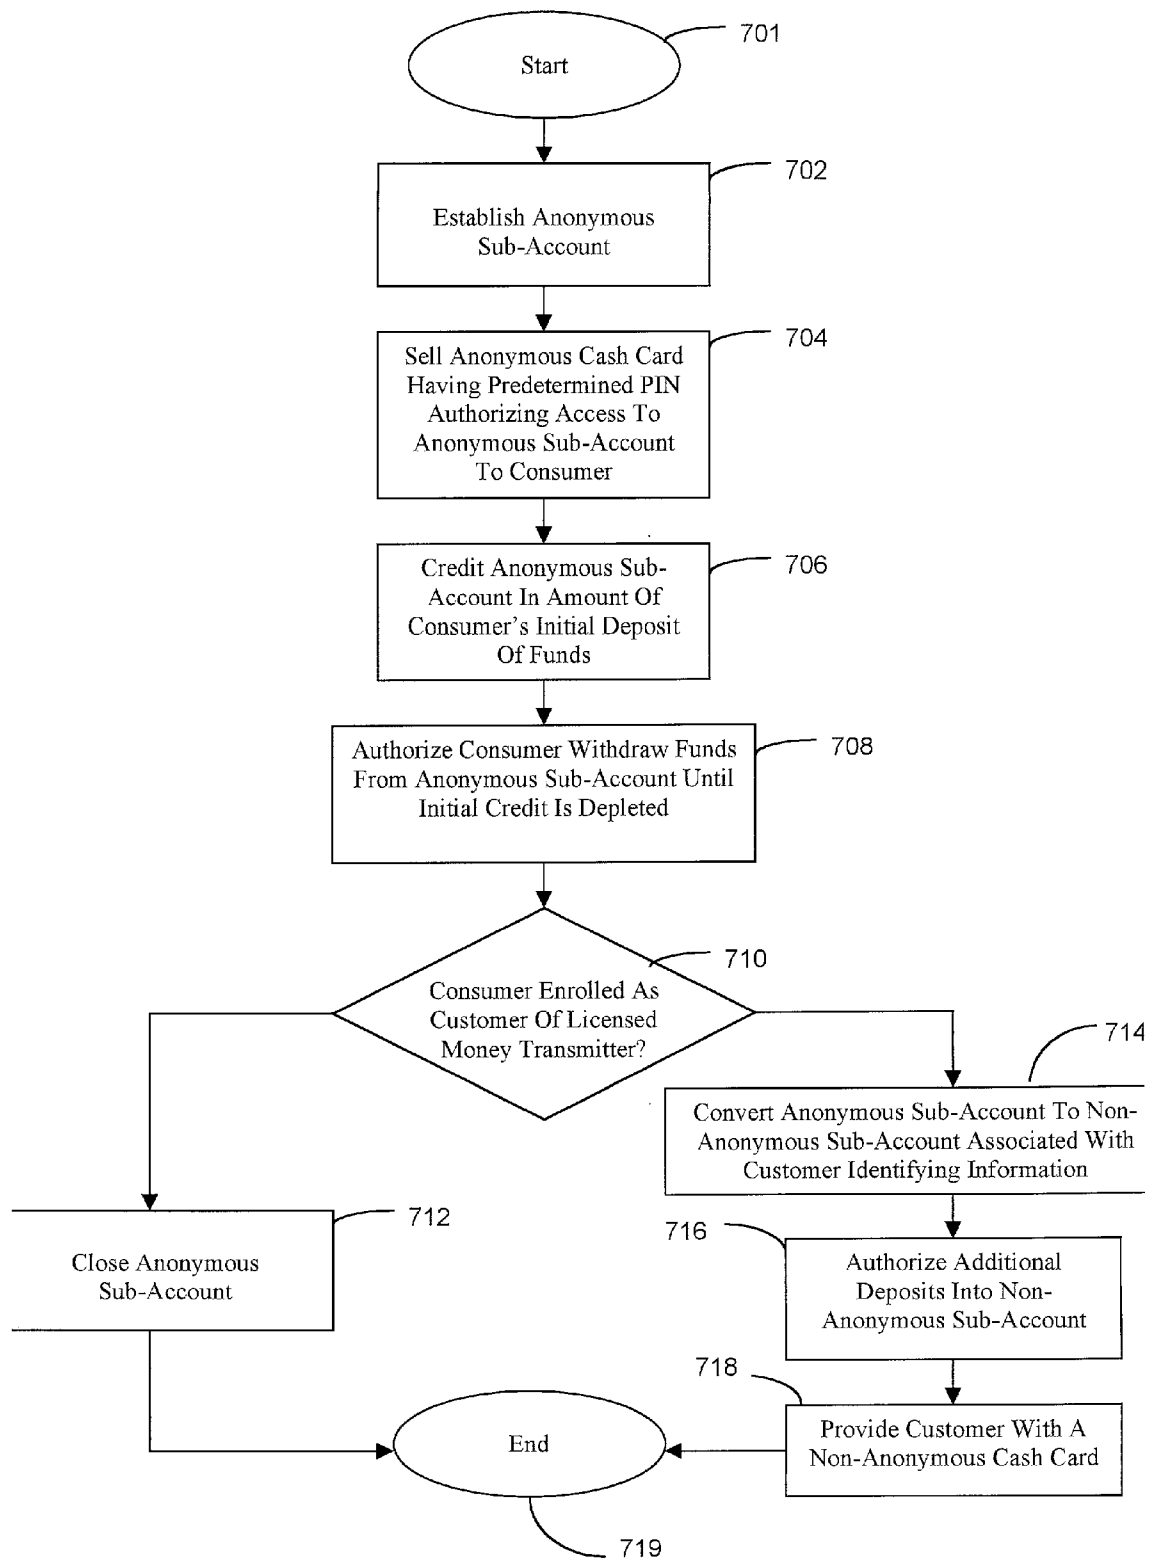 701
Start
702
Establish Anonymous
Sub-Account
704
Sell Anonymous Cash Card
Having Predetermined PIN
Authorizing Access To
Anonymous Sub-Account
To Consumer
706
Credit Anonymous Sub-
Account In Amount Of
Consumer's Initial Deposit
Of Funds
708
Authorize Consumer Withdraw Funds
From Anonymous Sub-Account Until
Initial Credit Is Depleted
710
Consumer Enrolled As
Customer Of Licensed
Money Transmitter?
714
Convert Anonymous Sub-Account To Non-
Anonymous Sub-Account Associated With
Customer Identifying Information
712
Close Anonymous
Sub-Account
716
Authorize Additional
Deposits Into Non-
Anonymous Sub-Account
718
Provide Customer With A
Non-Anonymous Cash Card
End
719